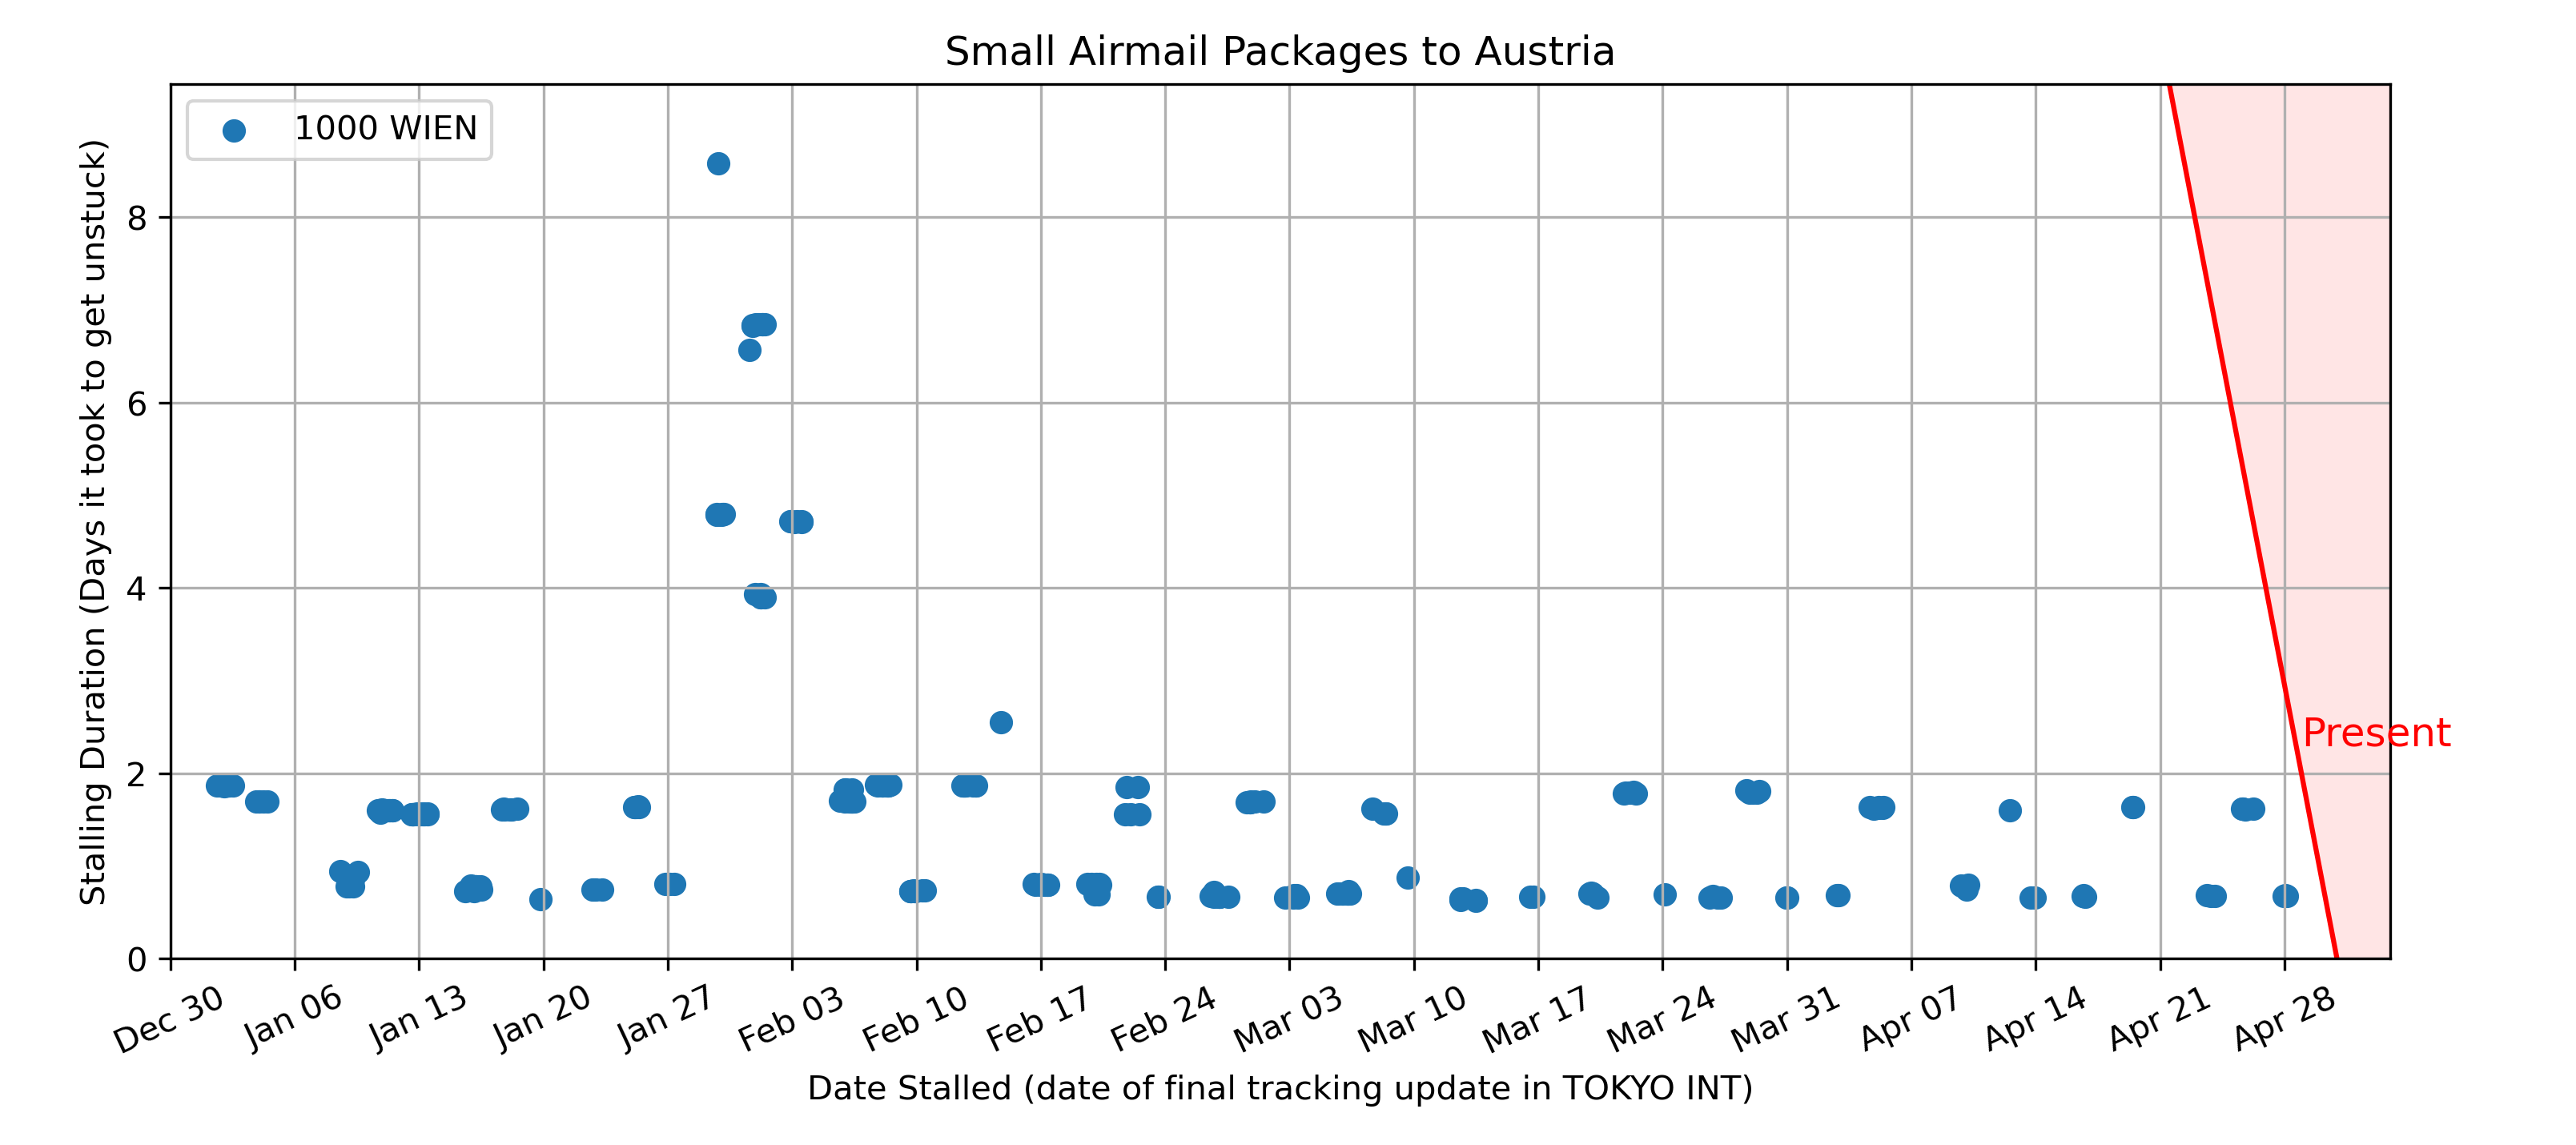 Small Airmail Packages to Austria
1000 WIEN
Stalling Duration (Days it took to get unstuck)
8
6
4
2
0
Present
Dec 30
Jan 06
Jan 13
Jan 20
Jan 27
Feb 03
Feb 10
Feb 17
Feb 24
Mar 03
Mar 10
Mar 17
Mar 24
Mar 31
Apr 07
Apr 14
Apr 21
Apr 28
Date Stalled (date of final tracking update in TOKYO INT)